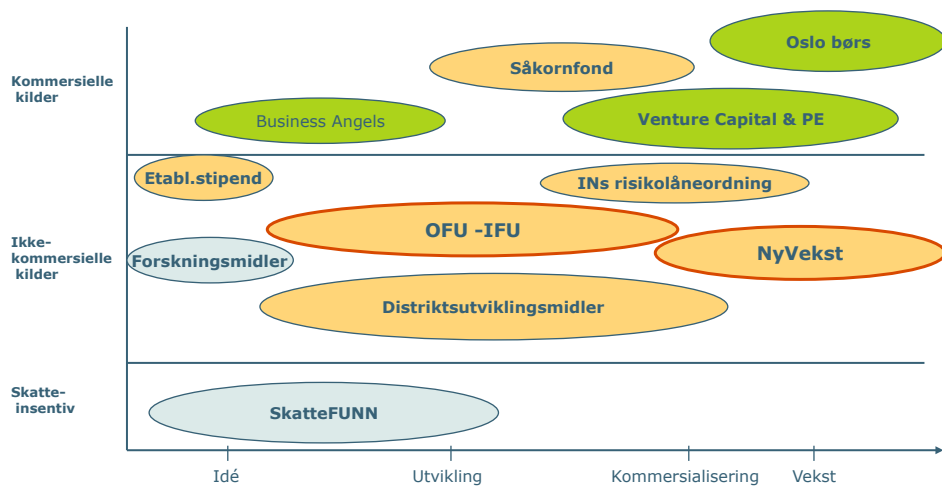 Oslo børs
Såkornfond
Kommersielle
kilder
Business Angels
Venture Capital & PE
Etabl.stipend
INs risikolåneordning
OFU -IFU
Ikke-
kommersielle
kilder
NyVekst
Forskningsmidler
Distriktsutviklingsmidler
Skatte-
insentiv
SkatteFUNN
Idé
Utvikling
Kommersialisering
Vekst